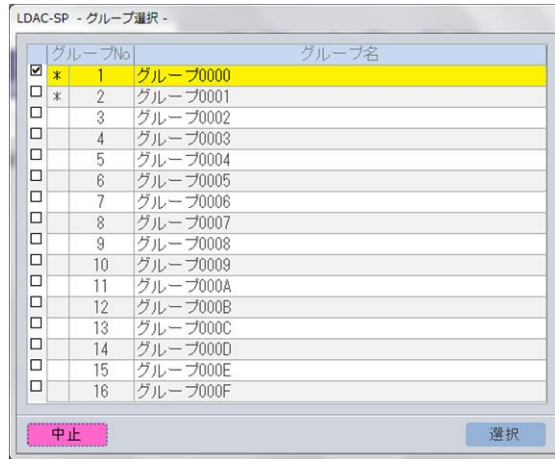 LDAC-SP - グループ選択 -
グループNo グループ名
* 1 グループ0000
* 2 グループ0001
3 グループ0002
4 グループ0003
5 グループ0004
6 グループ0005
7 グループ0006
8 グループ0007
9 グループ0008
10 グループ0009
11 グループ000A
12 グループ000B
13 グループ000C
14 グループ000D
15 グループ000E
16 グループ000F
中止 選択